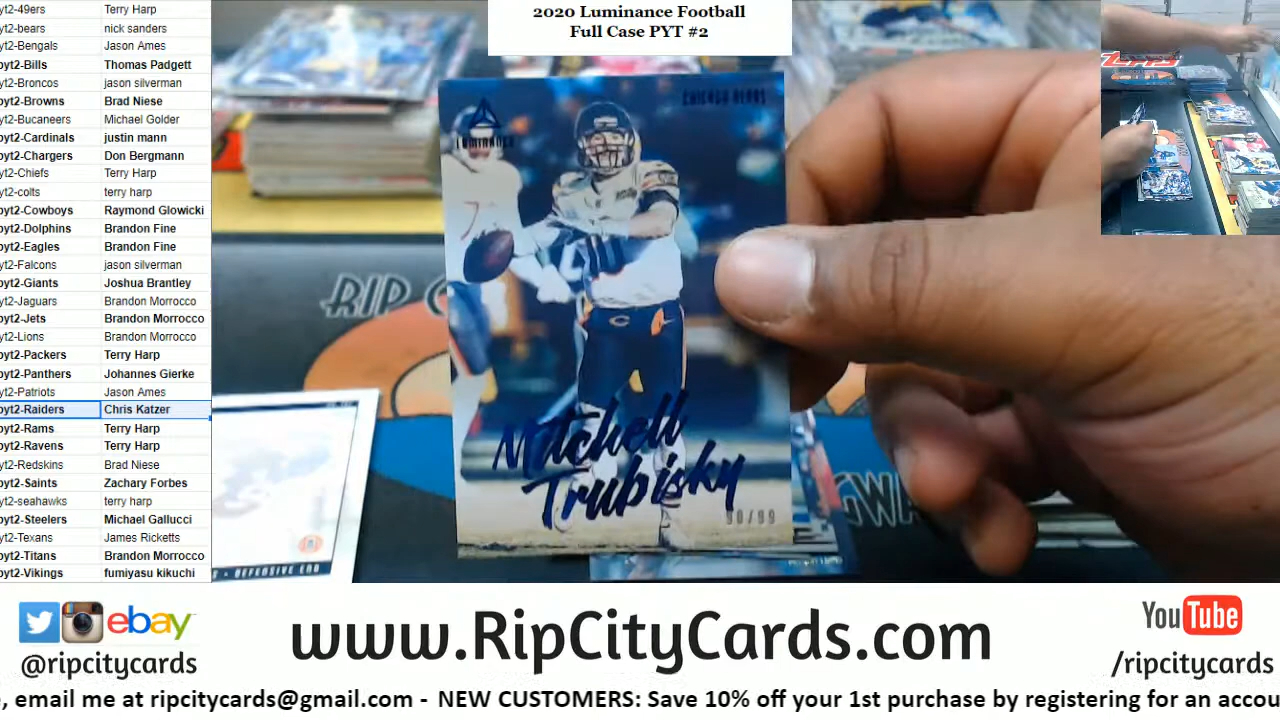 2020 Luminance Football
Full Case PYT #2
yt2-49ers Terry Harp
yt2-bears nick sanders
yt2-Bengals Jason Ames
pyt2-Bills Thomas Padgett
yt2-Broncos jason silverman
pyt2-Browns Brad Niese
yt2-Bucaneers Michael Golder
pyt2-Cardinals justin mann
pyt2-Chargers Don Bergmann
yt2-Chiefs Terry Harp
yt2-colts terry harp
pyt2-Cowboys Raymond Glowicki
pyt2-Dolphins Brandon Fine
pyt2-Eagles Brandon Fine
yt2-Falcons jason silverman
pyt2-Giants Joshua Brantley
yt2-Jaguars Brandon Morrocco
pyt2-Jets Brandon Morrocco
yt2-Lions Brandon Morrocco
pyt2-Packers Terry Harp
pyt2-Panthers Johannes Gierke
yt2-Patriots Jason Ames
pyt2-Raiders Chris Katzer
pyt2-Rams Terry Harp
pyt2-Ravens Terry Harp
yt2-Redskins Brad Niese
pyt2-Saints Zachary Forbes
yt2-seahawks terry harp
pyt2-Steelers Michael Gallucci
yt2-Texans James Ricketts
pyt2-Titans Brandon Morrocco
pyt2-Vikings fumiyasu kikuchi
CHICAGO BEARS
LUMINANCE
10
Mitchell
Trubisky
RIP
DEFENSIVE END
ebay
@ripcitycards
www.RipCityCards.com
YouTube
/ripcitycards
, email me at ripcitycards@gmail.com - NEW CUSTOMERS: Save 10% off your 1st purchase by registering for an accou